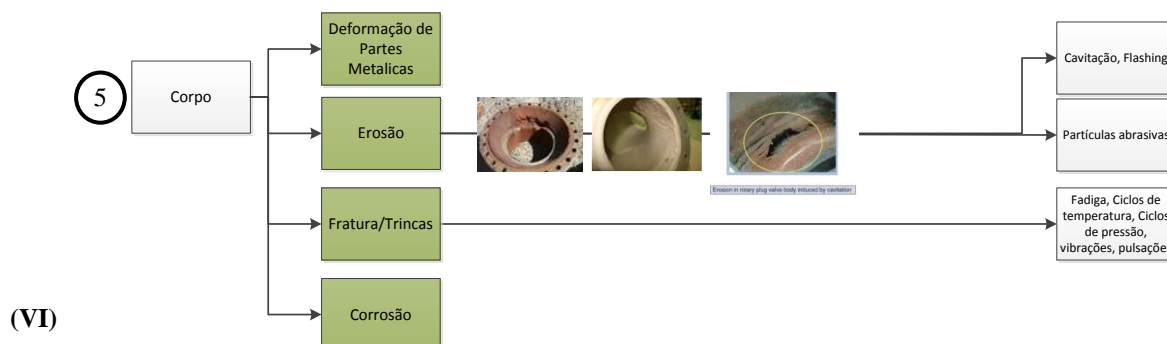 5
Corpo
Deformação de
Partes
Metalicas
Erosão
Fratura/Trincas
Corrosão
Erosion in rotary plug valve body induced by cavitation
Cavitação, Flashing
Partículas abrasivas
Fadiga, Ciclos de
temperatura, Ciclos
de pressão,
vibrações, pulsaçõe
(VI)